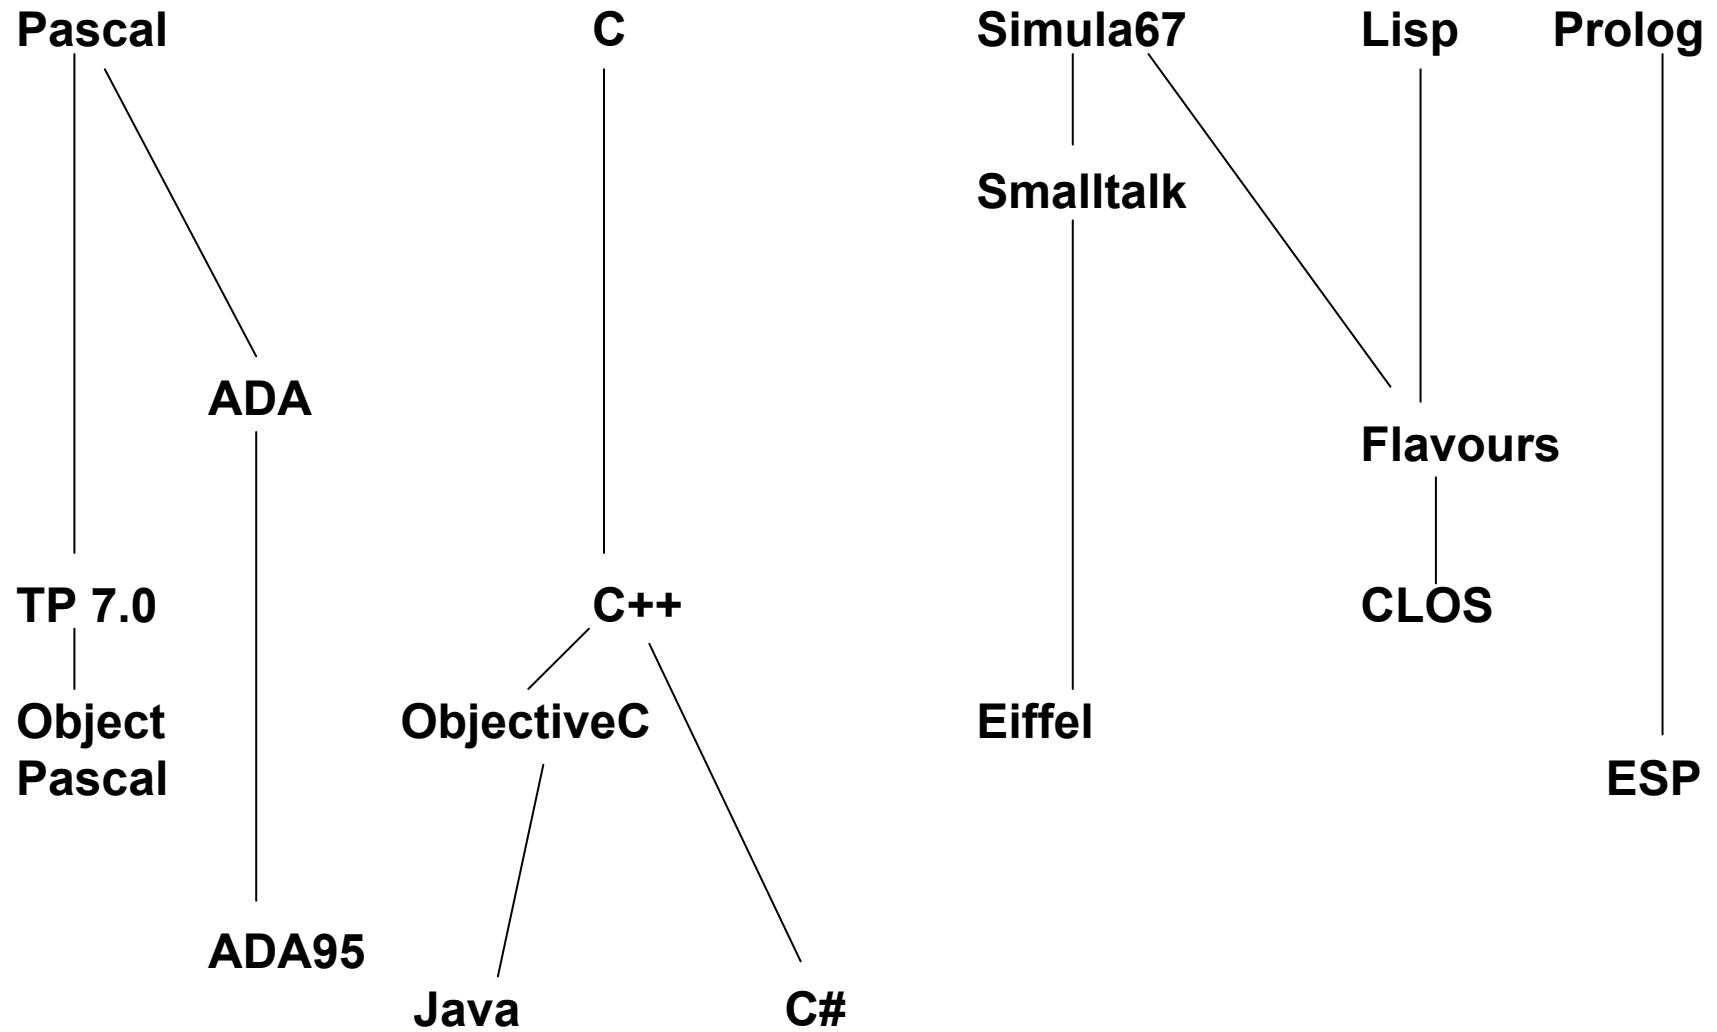 Pascal
C
Simula67
Lisp
Prolog
Smalltalk
ADA
Flavours
TP 7.0
C++
CLOS
Object
Pascal
ObjectiveC
Eiffel
ESP
ADA95
Java
C#